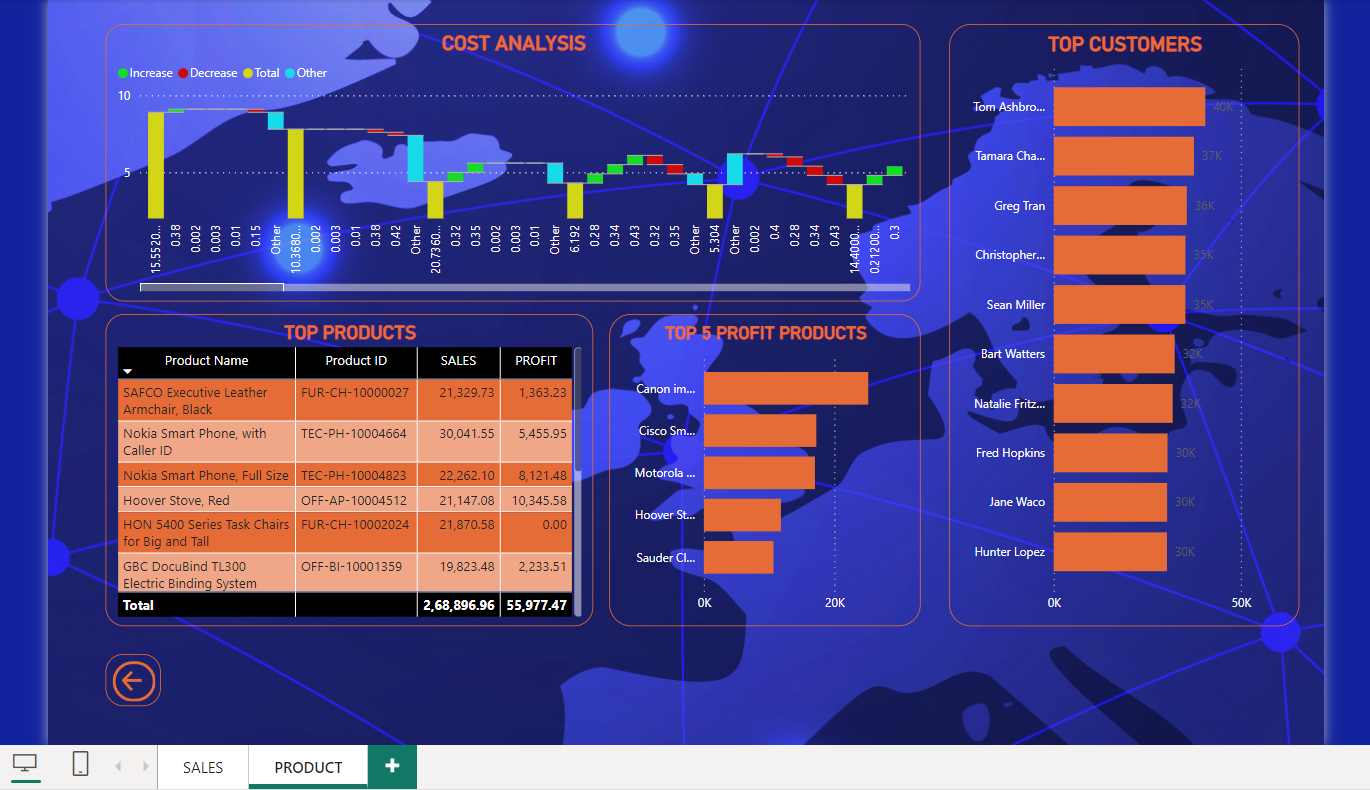 COST ANALYSIS
Increase Decrease Total Other
10
5
15.5520...
0.38
0.002
0.003
0.01
0.15
Other
10.3680...
0.002
0.003
0.01
0.38
0.42
Other
20.7360...
0.32
0.35
0.002
0.003
0.01
Other
6.192
0.28
0.34
0.43
0.32
0.35
Other
5.304
Other
0.002
0.4
0.28
0.34
0.43
14.4000...
0.21200...
0.3
TOP PRODUCTS
Product Name Product ID SALES PROFIT
SAFCO Executive Leather Armchair, Black FUR-CH-10000027 21,329.73 1,363.23
Nokia Smart Phone, with Caller ID TEC-PH-10004664 30,041.55 5,455.95
Nokia Smart Phone, Full Size TEC-PH-10004823 22,262.10 8,121.48
Hoover Stove, Red OFF-AP-10004512 21,147.08 10,345.58
HON 5400 Series Task Chairs for Big and Tall FUR-CH-10002024 21,870.58 0.00
GBC DocuBind TL300 Electric Binding System OFF-BI-10001359 19,823.48 2,233.51
Total 2,68,896.96 55,977.47
TOP 5 PROFIT PRODUCTS
Canon im...
Cisco Sm...
Motorola ...
Hoover St...
Sauder Cl...
0K 20K
TOP CUSTOMERS
Tom Ashbro... 40K
Tamara Cha... 37K
Greg Tran 36K
Christopher... 35K
Sean Miller 35K
Bart Watters 32K
Natalie Fritz... 32K
Fred Hopkins 30K
Jane Waco 30K
Hunter Lopez 30K
0K 50K
SALES PRODUCT